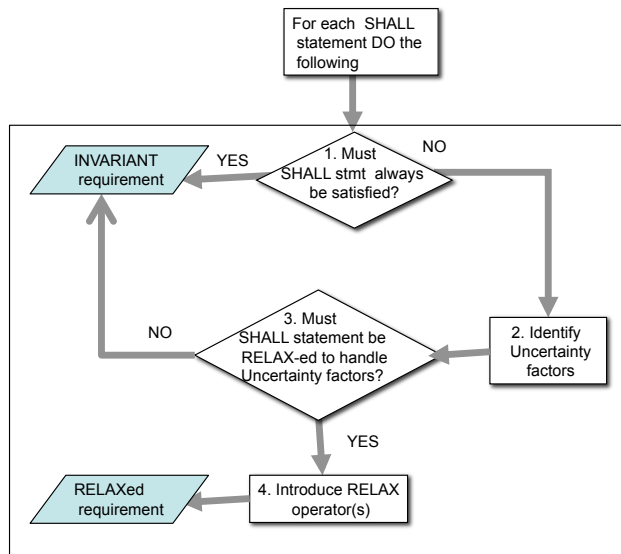 For each SHALL
statement DO the
following
INVARIANT
requirement
YES
1. Must
SHALL stmt always
be satisfied?
NO
NO
3. Must
SHALL statement be
RELAX-ed to handle
Uncertainty factors?
2. Identify
Uncertainty
factors
YES
RELAXed
requirement
4. Introduce RELAX
operator(s)